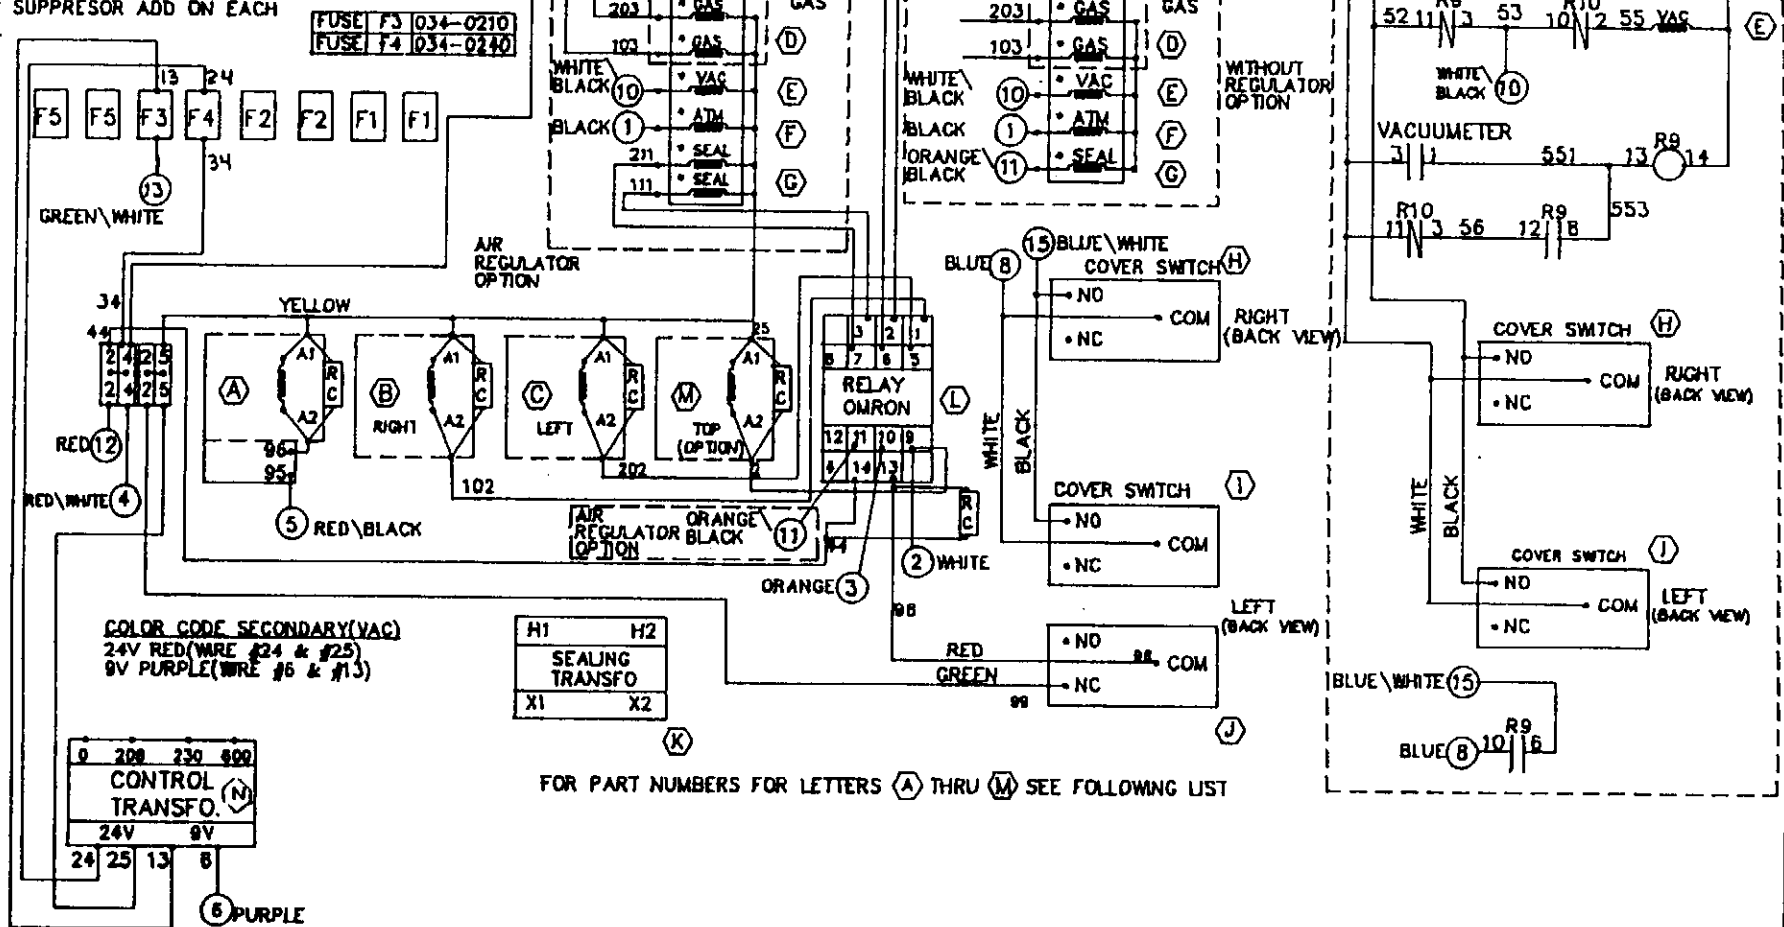 SUPPRESOR ADD ON EACH
FUSE F3 034-0210
FUSE F4 034-0240
13 24
F5 F5 F3 F4 F2 F2 F1 F1
34
13
GREEN\WHITE
203 * GAS GAS
103 * GAS D
WHITE\
BLACK 10 * VAC E
BLACK 1 * ATM F
211 * SEAL
111 * SEAL G
AIR
REGULATOR
OPTION
203 * GAS GAS
103 * GAS D
WHITE\
BLACK 10 * VAC E
BLACK 1 * ATM F
ORANGE\
BLACK 11 * SEAL G
WITHOUT
REGULATOR
OPTION
52 11 R8 3 53 10 R10 2 55 VAC E
WHITE\
BLACK 10
VACUUMETER
3 1 551 13 R9 14
553
R10 R9
11 3 56 12 8
34
44
YELLOW
2 4 2 5
2 4 2 5
A A1 A2 RC
B RIGHT A1 A2 RC
C LEFT A1 A2 RC
M TOP
(OPTION) 25 A1 A2 RC
2
3 2 1
8 7 6 5
RELAY
OMRON
L
12 11 10 9
4 14 13
RED 12
RED\WHITE 4
96
95
5 RED\BLACK
102
202
AIR
REGULATOR
OPTION
ORANGE\
BLACK 11
44
RC
ORANGE 3
2 WHITE
98
15 BLUE\WHITE
BLUE 8
COVER SWITCH H
NO
COM
NC
RIGHT
(BACK VIEW)
WHITE
BLACK
COVER SWITCH I
NO
COM
NC
LEFT
(BACK VIEW)
NO
RED 98 COM
GREEN NC
99
J
COVER SWITCH H
NO
COM
NC
RIGHT
(BACK VIEW)
WHITE
BLACK
COVER SWITCH J
NO
COM
NC
LEFT
(BACK VIEW)
BLUE\WHITE 15
R9
BLUE 8 10 6
COLOR CODE SECONDARY(VAC)
24V RED(WIRE #24 & #25)
9V PURPLE(WIRE #6 & #13)
H1 H2
SEALING
TRANSFO
X1 X2
K
0 208 230 600
CONTROL
TRANSFO. N
24V 9V
24 25 13 6
6 PURPLE
FOR PART NUMBERS FOR LETTERS A THRU M SEE FOLLOWING LIST